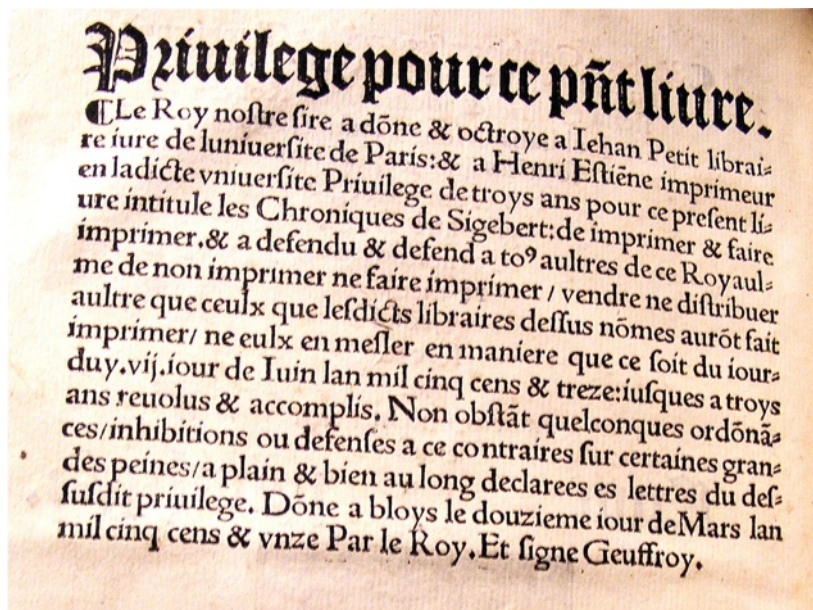 Priuilege pour ce pñt liure.
¶Le Roy noſtre ſire a dõne & octroye a Iehan Petit librai⸗
re iure de luniuerſite de Paris:& a Henri Eſtiẽne imprimeur
en ladicte vniuerſite Priuilege de troys ans pour ce preſent li⸗
ure intitule les Chroniques de Sigebert:de imprimer & faire
imprimer.& a defendu & defend a toꝰ aultres de ce Royaul⸗
me de non imprimer ne faire imprimer / vendre ne diſtribuer
aultre que ceulx que leſdicts libraires deſſus nõmes aurõt fait
imprimer/ ne eulx en meſler en maniere que ce ſoit du iour⸗
duy.vij.iour de Iuin lan mil cinq cens & treze:iuſques a troys
ans reuolus & accomplis. Non obſtãt quelconques ordõnã⸗
ces/inhibitions ou defenſes a ce contraires ſur certaines gran⸗
des peines/a plain & bien au long declarees es lettres du deſ⸗
ſuſdit priuilege. Dõne a bloys le douzieme iour de Mars lan
mil cinq cens & vnze Par le Roy.Et ſigne Geuffroy.